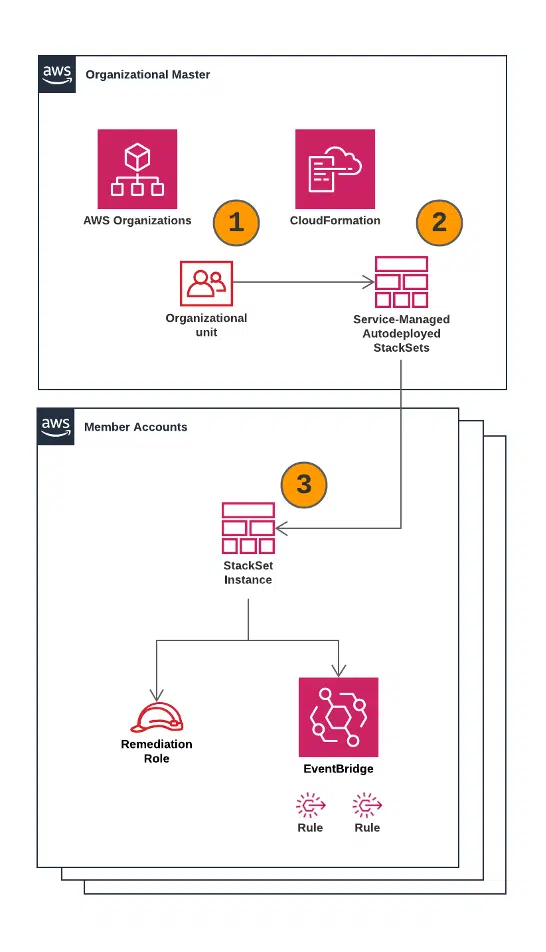 aws
Organizational Master
AWS Organizations
CloudFormation
1
2
Organizational
unit
Service-Managed
Autodeployed
StackSets
aws
Member Accounts
3
StackSet
Instance
Remediation
Role
EventBridge
Rule
Rule